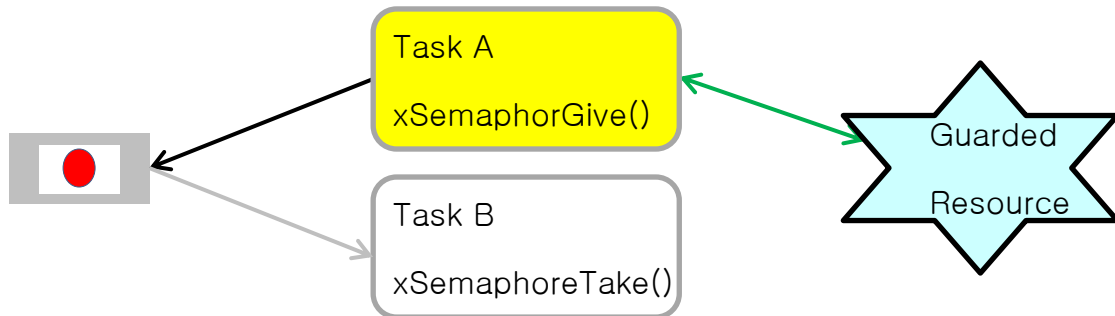 Task A
xSemaphorGive()
Guarded
Resource
Task B
xSemaphoreTake()